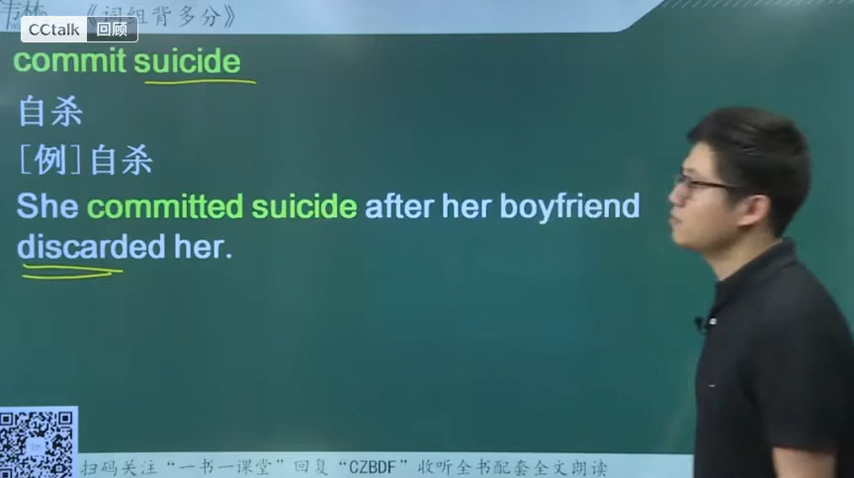 《词组背多分》
CCtalk 回顾
commit suicide
自杀
[例]自杀
She committed suicide after her boyfriend
discarded her.
扫码关注“一书一课堂”回复“CZBDF”收听全书配套全文朗读